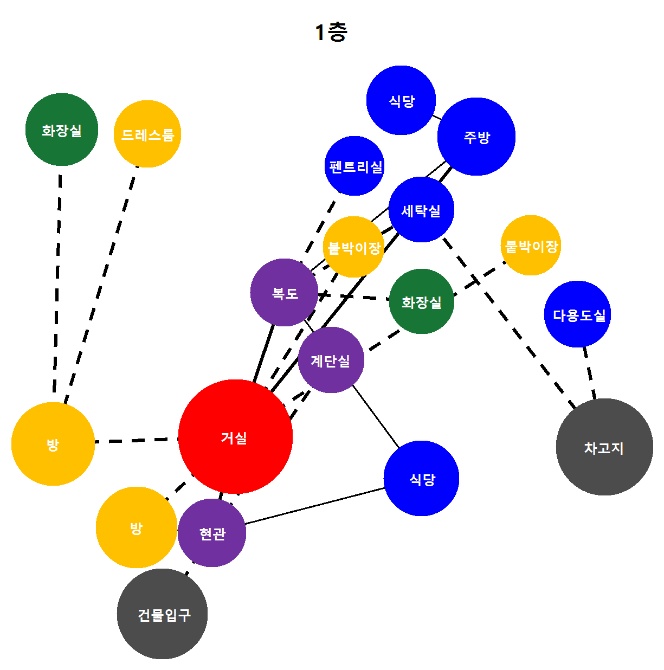 1층
식당
화장실
드레스룸
주방
펜트리실
세탁실
붙박이장
붙박이장
복도
화장실
다용도실
계단실
방
거실
차고지
식당
방
현관
건물입구